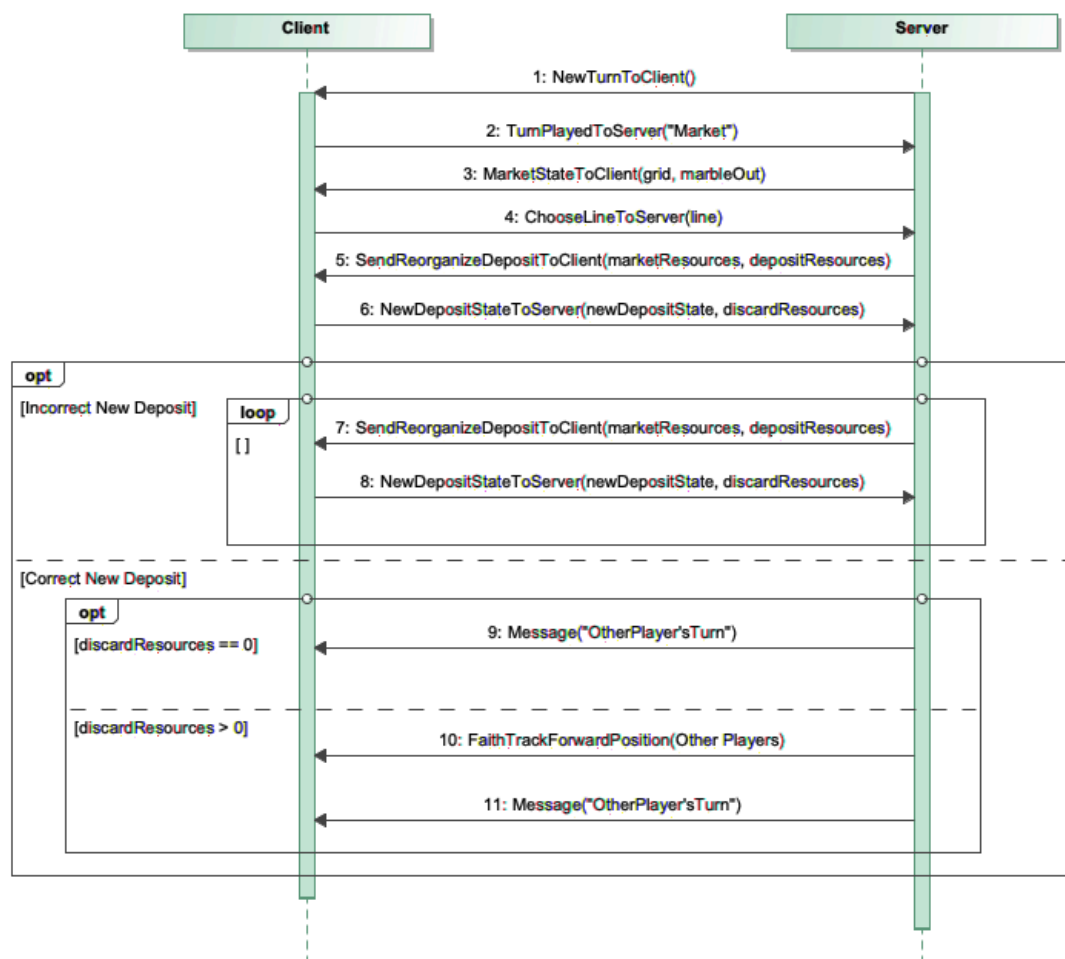 Client
Server
1: NewTurnToClient()
2: TurnPlayedToServer("Market")
3: MarketStateToClient(grid, marbleOut)
4: ChooseLineToServer(line)
5: SendReorganizeDepositToClient(marketResources, depositResources)
6: NewDepositStateToServer(newDepositState, discardResources)
opt
[Incorrect New Deposit]
loop
[ ]
7: SendReorganizeDepositToClient(marketResources, depositResources)
8: NewDepositStateToServer(newDepositState, discardResources)
[Correct New Deposit]
opt
[discardResources == 0]
9: Message("OtherPlayer'sTurn")
[discardResources > 0]
10: FaithTrackForwardPosition(Other Players)
11: Message("OtherPlayer'sTurn")